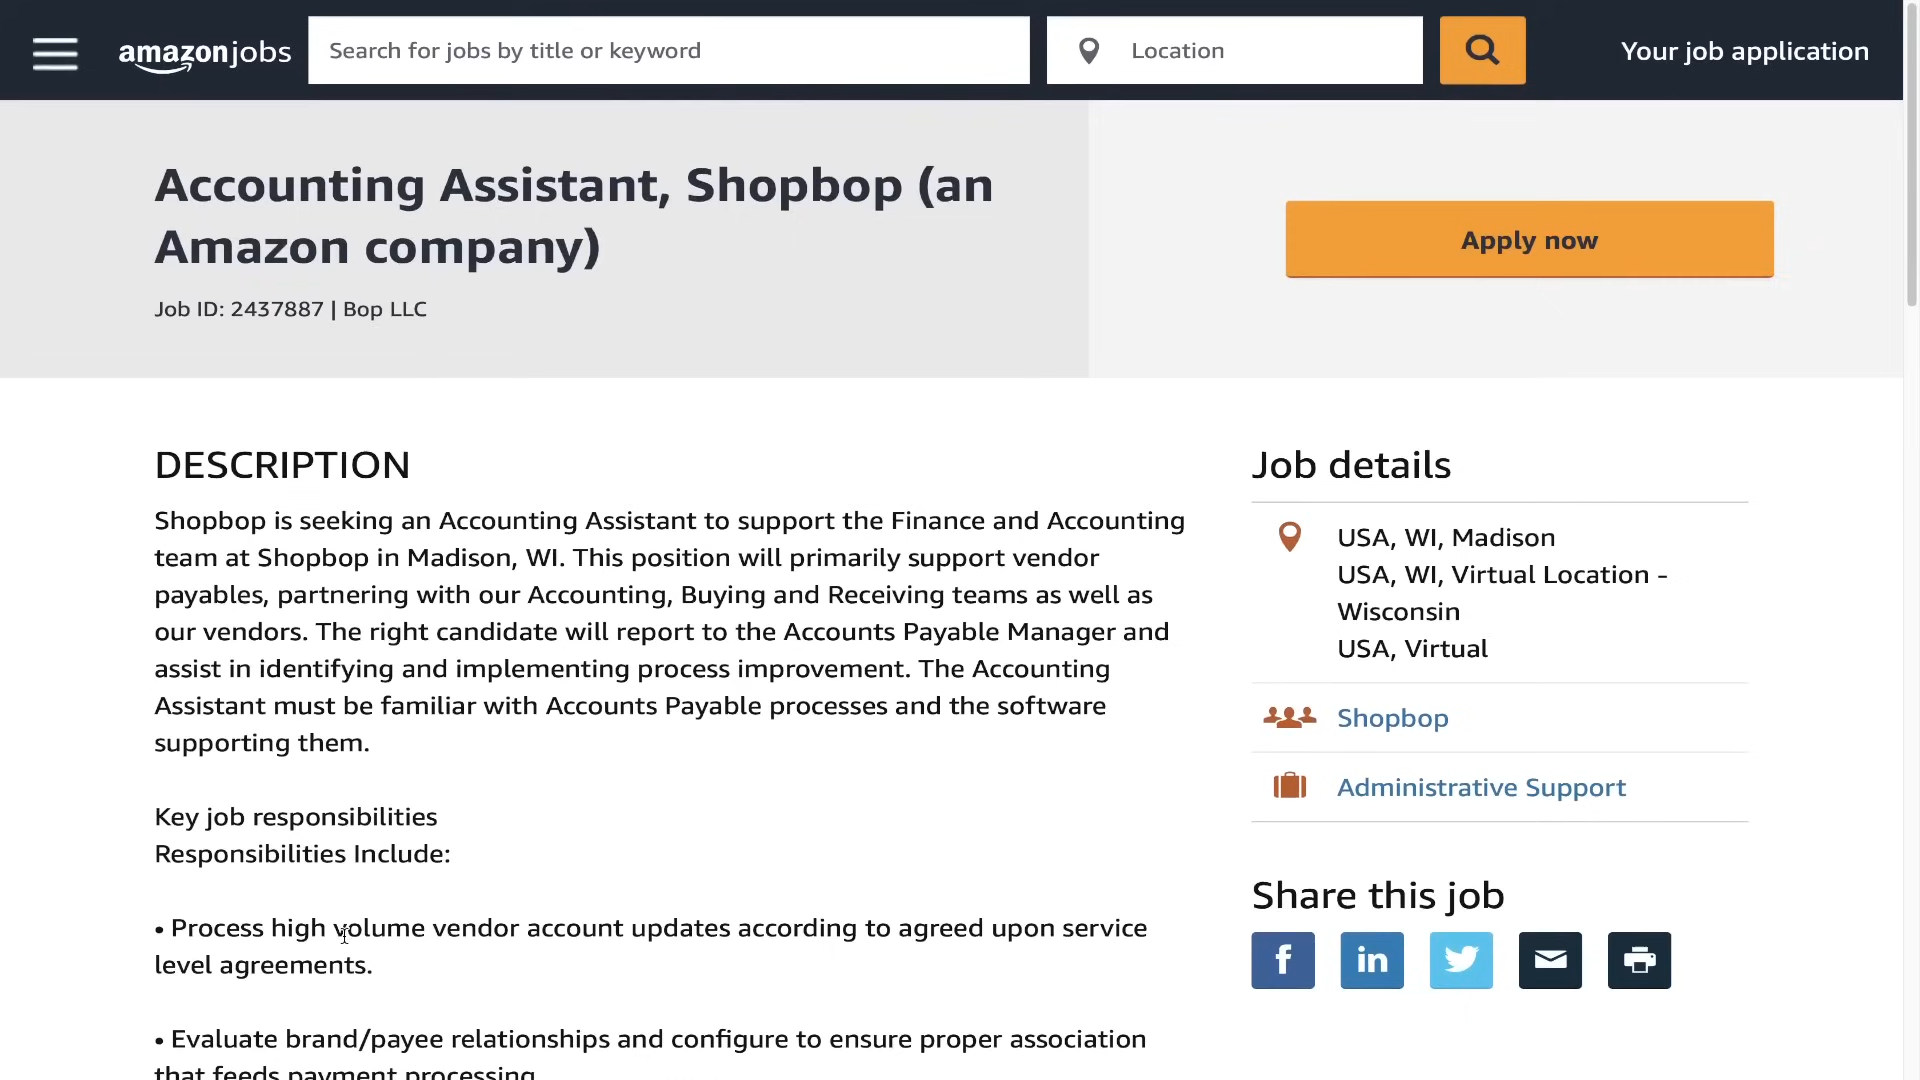 amazonjobs
Search for jobs by title or keyword
Location
Your job application
Accounting Assistant, Shopbop (an
Amazon company)
Job ID: 2437887 | Bop LLC
Apply now
DESCRIPTION
Shopbop is seeking an Accounting Assistant to support the Finance and Accounting
team at Shopbop in Madison, WI. This position will primarily support vendor
payables, partnering with our Accounting, Buying and Receiving teams as well as
our vendors. The right candidate will report to the Accounts Payable Manager and
assist in identifying and implementing process improvement. The Accounting
Assistant must be familiar with Accounts Payable processes and the software
supporting them.
Key job responsibilities
Responsibilities Include:
• Process high volume vendor account updates according to agreed upon service
level agreements.
• Evaluate brand/payee relationships and configure to ensure proper association
that feeds payment processing
Job details
USA, WI, Madison
USA, WI, Virtual Location -
Wisconsin
USA, Virtual
Shopbop
Administrative Support
Share this job
f
in